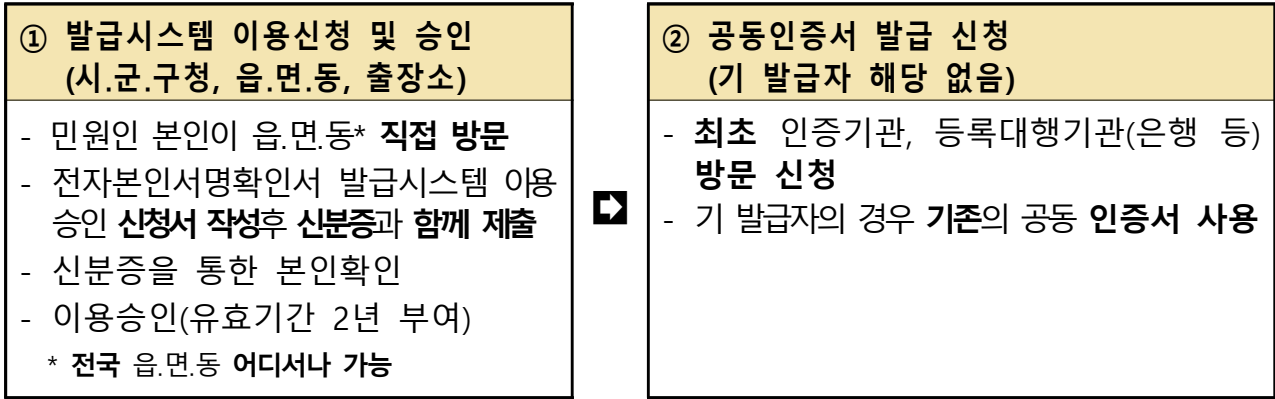 ① 발급시스템 이용신청 및 승인
(시.군.구청, 읍.면.동, 출장소)
- 민원인 본인이 읍.면.동* 직접 방문
- 전자본인서명확인서 발급시스템 이용
승인 신청서 작성후 신분증과 함께 제출
- 신분증을 통한 본인확인
- 이용승인(유효기간 2년 부여)
* 전국 읍.면.동 어디서나 가능
② 공동인증서 발급 신청
(기 발급자 해당 없음)
- 최초 인증기관, 등록대행기관(은행 등)
방문 신청
- 기 발급자의 경우 기존의 공동 인증서 사용